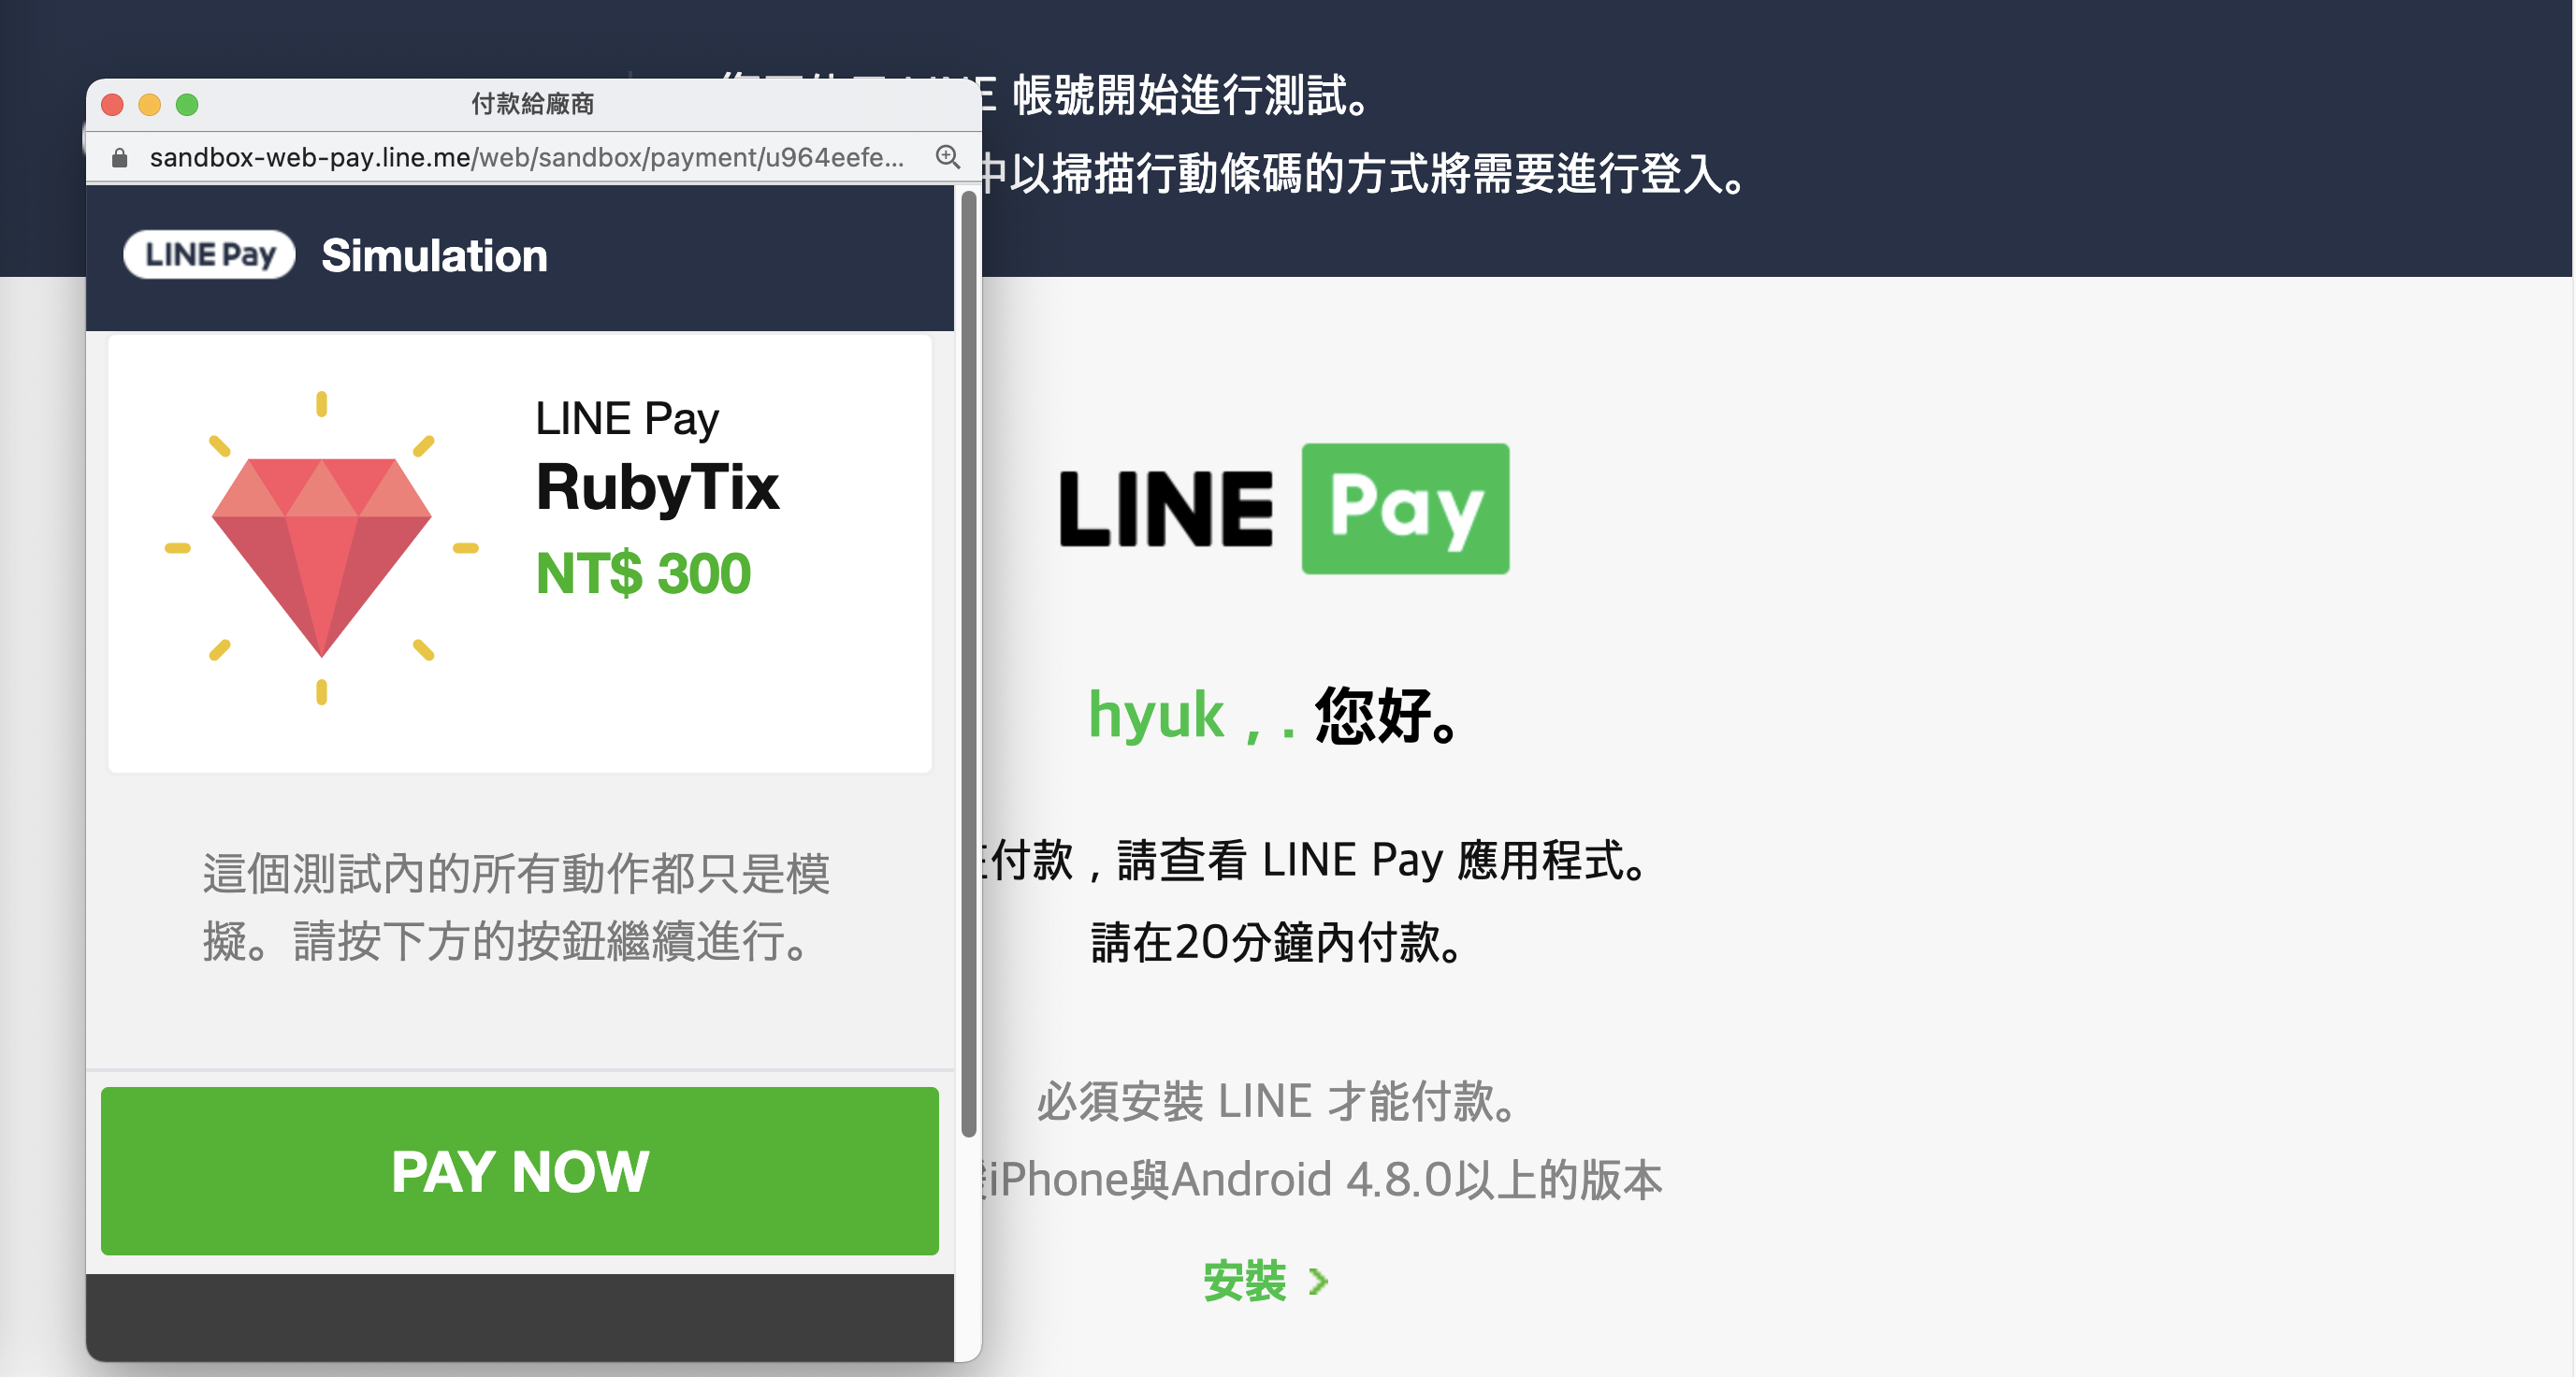 付款給廠商
sandbox-web-pay.line.me/web/sandbox/payment/u964eefe...
LINE Pay Simulation
LINE Pay
RubyTix
NT$ 300
這個測試內的所有動作都只是模
擬。請按下方的按鈕繼續進行。
PAY NOW
帳號開始進行測試。
以掃描行動條碼的方式將需要進行登入。
LINE Pay
hyuk , . 您好。
付款 , 請查看 LINE Pay 應用程式。
請在20分鐘內付款。
必須安裝 LINE 才能付款。
iPhone與Android 4.8.0以上的版本
安裝 >